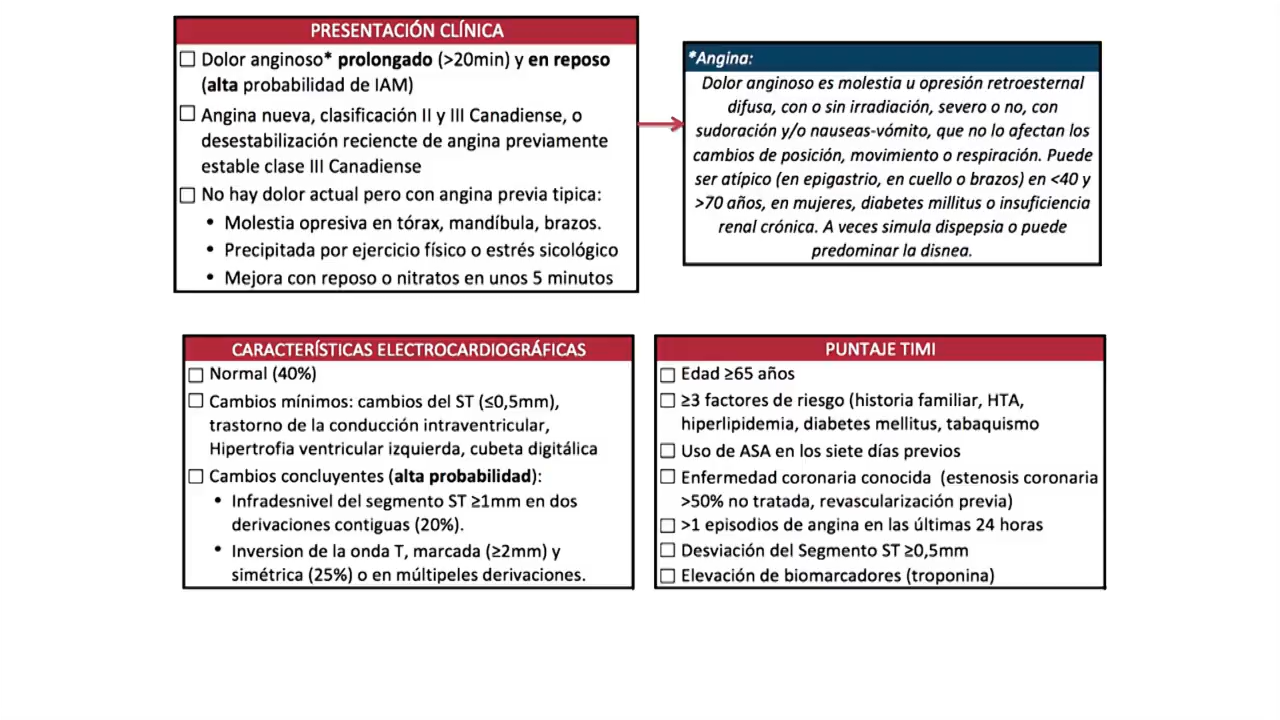 PRESENTACIÓN CLÍNICA
Dolor anginoso* prolongado (>20min) y en reposo
(alta probabilidad de IAM)
Angina nueva, clasificación II y III Canadiense, o
desestabilización reciencte de angina previamente
estable clase III Canadiense
No hay dolor actual pero con angina previa tipica:
• Molestia opresiva en tórax, mandíbula, brazos.
• Precipitada por ejercicio físico o estrés sicológico
• Mejora con reposo o nitratos en unos 5 minutos
*Angina:
Dolor anginoso es molestia u opresión retroesternal
difusa, con o sin irradiación, severo o no, con
sudoración y/o nauseas-vómito, que no lo afectan los
cambios de posición, movimiento o respiración. Puede
ser atípico (en epigastrio, en cuello o brazos) en <40 y
>70 años, en mujeres, diabetes millitus o insuficiencia
renal crónica. A veces simula dispepsia o puede
predominar la disnea.
CARACTERÍSTICAS ELECTROCARDIOGRÁFICAS
Normal (40%)
Cambios mínimos: cambios del ST (≤0,5mm),
trastorno de la conducción intraventricular,
Hipertrofia ventricular izquierda, cubeta digitálica
Cambios concluyentes (alta probabilidad):
• Infradesnivel del segmento ST ≥1mm en dos
derivaciones contiguas (20%).
• Inversion de la onda T, marcada (≥2mm) y
simétrica (25%) o en múltipeles derivaciones.
PUNTAJE TIMI
Edad ≥65 años
≥3 factores de riesgo (historia familiar, HTA,
hiperlipidemia, diabetes mellitus, tabaquismo
Uso de ASA en los siete días previos
Enfermedad coronaria conocida (estenosis coronaria
>50% no tratada, revascularización previa)
>1 episodios de angina en las últimas 24 horas
Desviación del Segmento ST ≥0,5mm
Elevación de biomarcadores (troponina)